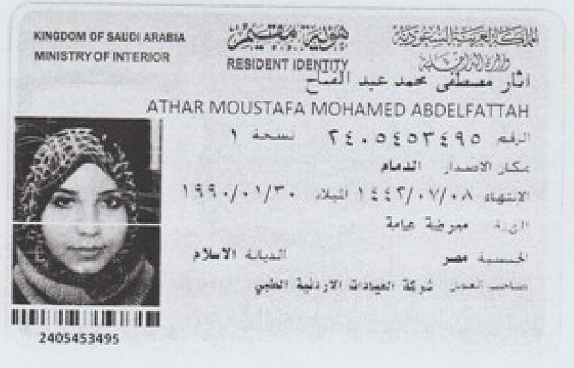 KINGDOM OF SAUDI ARABIA
MINISTRY OF INTERIOR
هوية مقيم
RESIDENT IDENTITY
المملكة العربية السعودية
وزارة الداخلية
اثار مصطفى محمد عبد الفتاح
ATHAR MOUSTAFA MOHAMED ABDELFATTAH
الرقم ٢٤٠٥٤٥٣٤٩٥ نسخة ١
مكان الاصدار الدمام
الانتهاء ١٤٤٢/٠٧/٠٨ الميلاد ١٩٩٠/٠١/٣٠
المهنة ممرضة عامة
الجنسية مصر الديانة الاسلام
صاحب العمل شركة العيادات الاردنية الطبي
2405453495